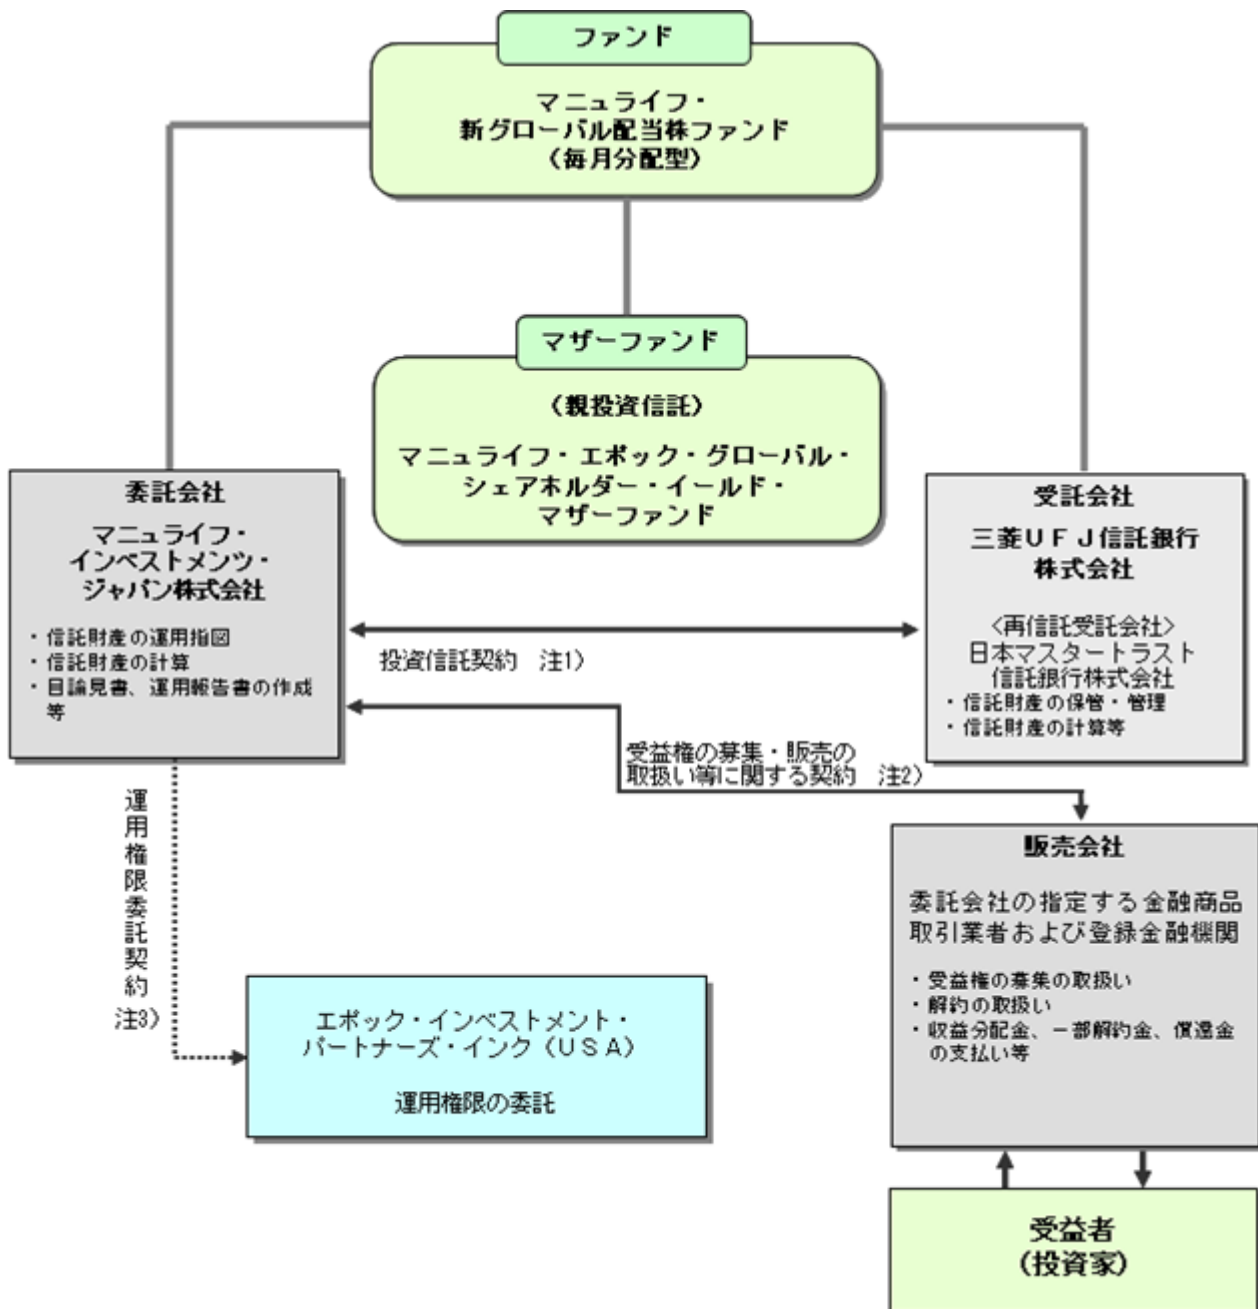 ファンド
マニュライフ・
新グローバル配当株ファンド
（毎月分配型）
マザーファンド
（親投資信託）
マニュライフ・エポック・グローバル・
シェアホルダー・イールド・
マザーファンド
委託会社
マニュライフ・
インベストメンツ・
ジャパン株式会社
・信託財産の運用指図
・信託財産の計算
・目論見書、運用報告書の作成
等
受託会社
三菱ＵＦＪ信託銀行
株式会社
＜再信託受託会社＞
日本マスタートラスト
信託銀行株式会社
・信託財産の保管・管理
・信託財産の計算等
投資信託契約　注1）
受益権の募集・販売の
取扱い等に関する契約　注2）
運用権限委託契約
注3）
エポック・インベストメント・
パートナーズ・インク（ＵＳＡ）
運用権限の委託
販売会社
委託会社の指定する金融商品
取引業者および登録金融機関
・受益権の募集の取扱い
・解約の取扱い
・収益分配金、一部解約金、償還金
の支払い等
受益者
（投資家）